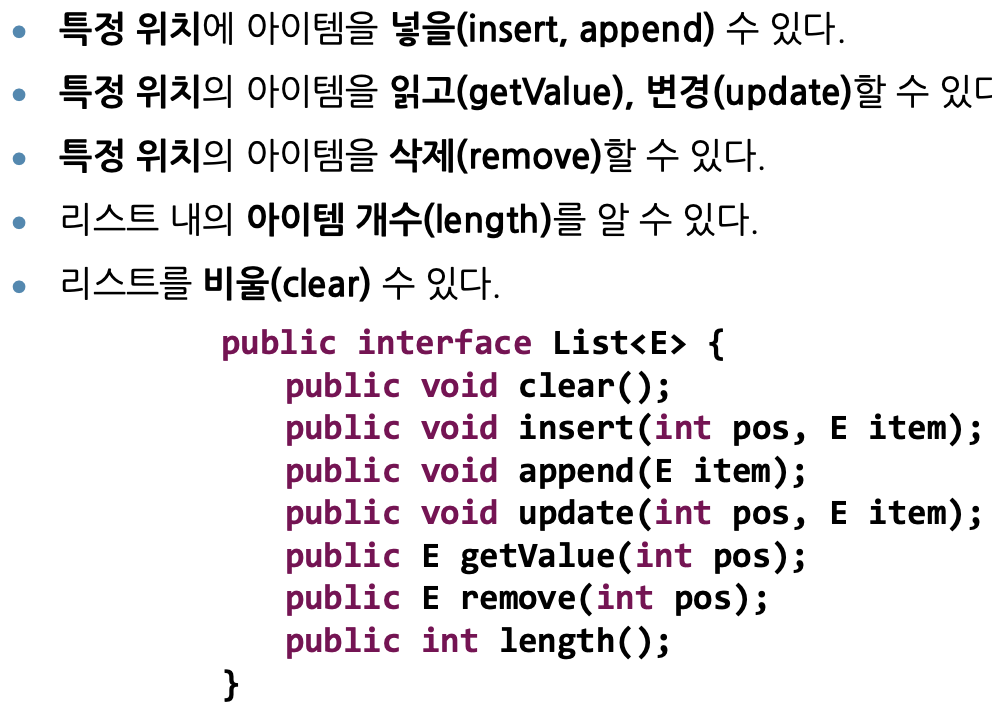 • 특정 위치에 아이템을 넣을(insert, append) 수 있다.
• 특정 위치의 아이템을 읽고(getValue), 변경(update)할 수 있
• 특정 위치의 아이템을 삭제(remove)할 수 있다.
• 리스트 내의 아이템 개수(length)를 알 수 있다.
• 리스트를 비울(clear) 수 있다.
public interface List<E> {
public void clear();
public void insert(int pos, E item);
public void append(E item);
public void update(int pos, E item);
public E getValue(int pos);
public E remove(int pos);
public int length();
}